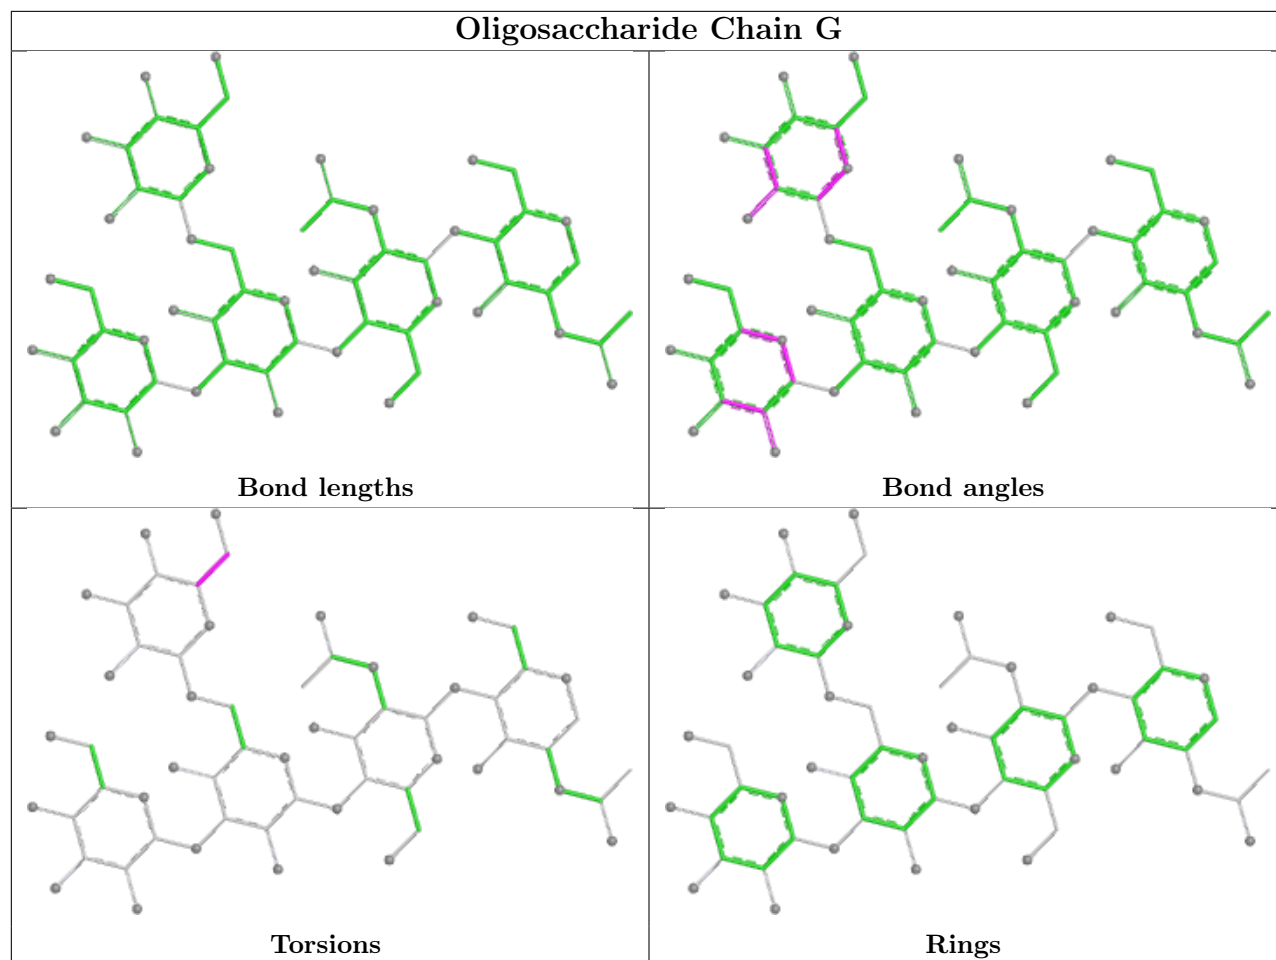 Oligosaccharide Chain G
Bond lengths
Bond angles
Torsions
Rings